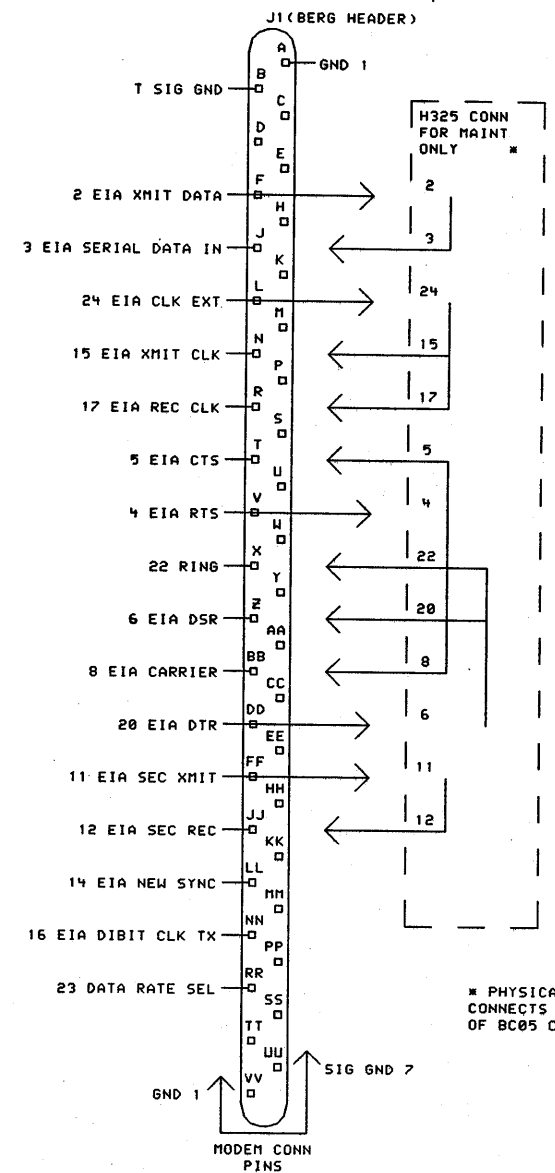 J1(BERG HEADER)
A
GND 1
B
T SIG GND
C
H325 CONN
FOR MAINT
ONLY *
D
E
2
F
2 EIA XMIT DATA
H
J
3
3 EIA SERIAL DATA IN
K
L
24
24 EIA CLK EXT
M
N
15
15 EIA XMIT CLK
P
R
17
17 EIA REC CLK
S
T
5
5 EIA CTS
U
V
4
4 EIA RTS
W
X
22
22 RING
Y
Z
20
6 EIA DSR
AA
BB
8
8 EIA CARRIER
CC
DD
6
20 EIA DTR
EE
FF
11
11 EIA SEC XMIT
HH
JJ
12
12 EIA SEC REC
KK
LL
14 EIA NEW SYNC
MM
NN
16 EIA DIBIT CLK TX
PP
RR
23 DATA RATE SEL
* PHYSICA
CONNECTS
OF BC05 C
SS
TT
UU
SIG GND 7
VV
GND 1
MODEM CONN
PINS